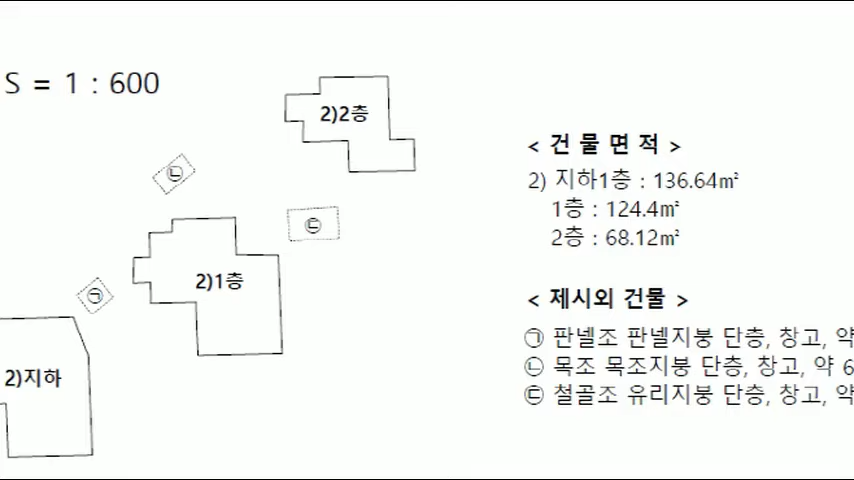 S = 1 : 600
2)2층
㉡
㉢
2)1층
㉠
2)지하
< 건 물 면 적 >
2) 지하1층 : 136.64㎡
1층 : 124.4㎡
2층 : 68.12㎡
< 제시외 건물 >
㉠ 판넬조 판넬지붕 단층, 창고, 약
㉡ 목조 목조지붕 단층, 창고, 약 6
㉢ 철골조 유리지붕 단층, 창고, 약